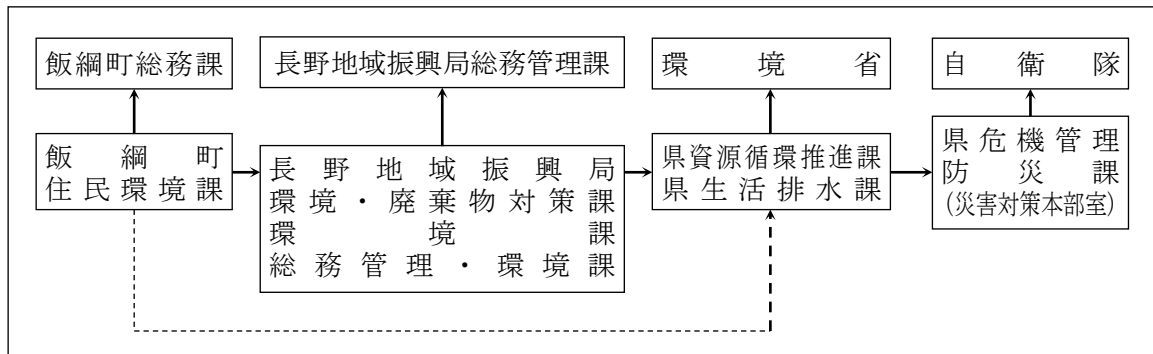 飯綱町総務課
長野地域振興局総務管理課
環境省
自衛隊
飯綱町
住民環境課
長野地域振興局
環境・廃棄物対策課
環境課
総務管理・環境課
県資源循環推進課
県生活排水課
県危機管理
防災課
(災害対策本部室)